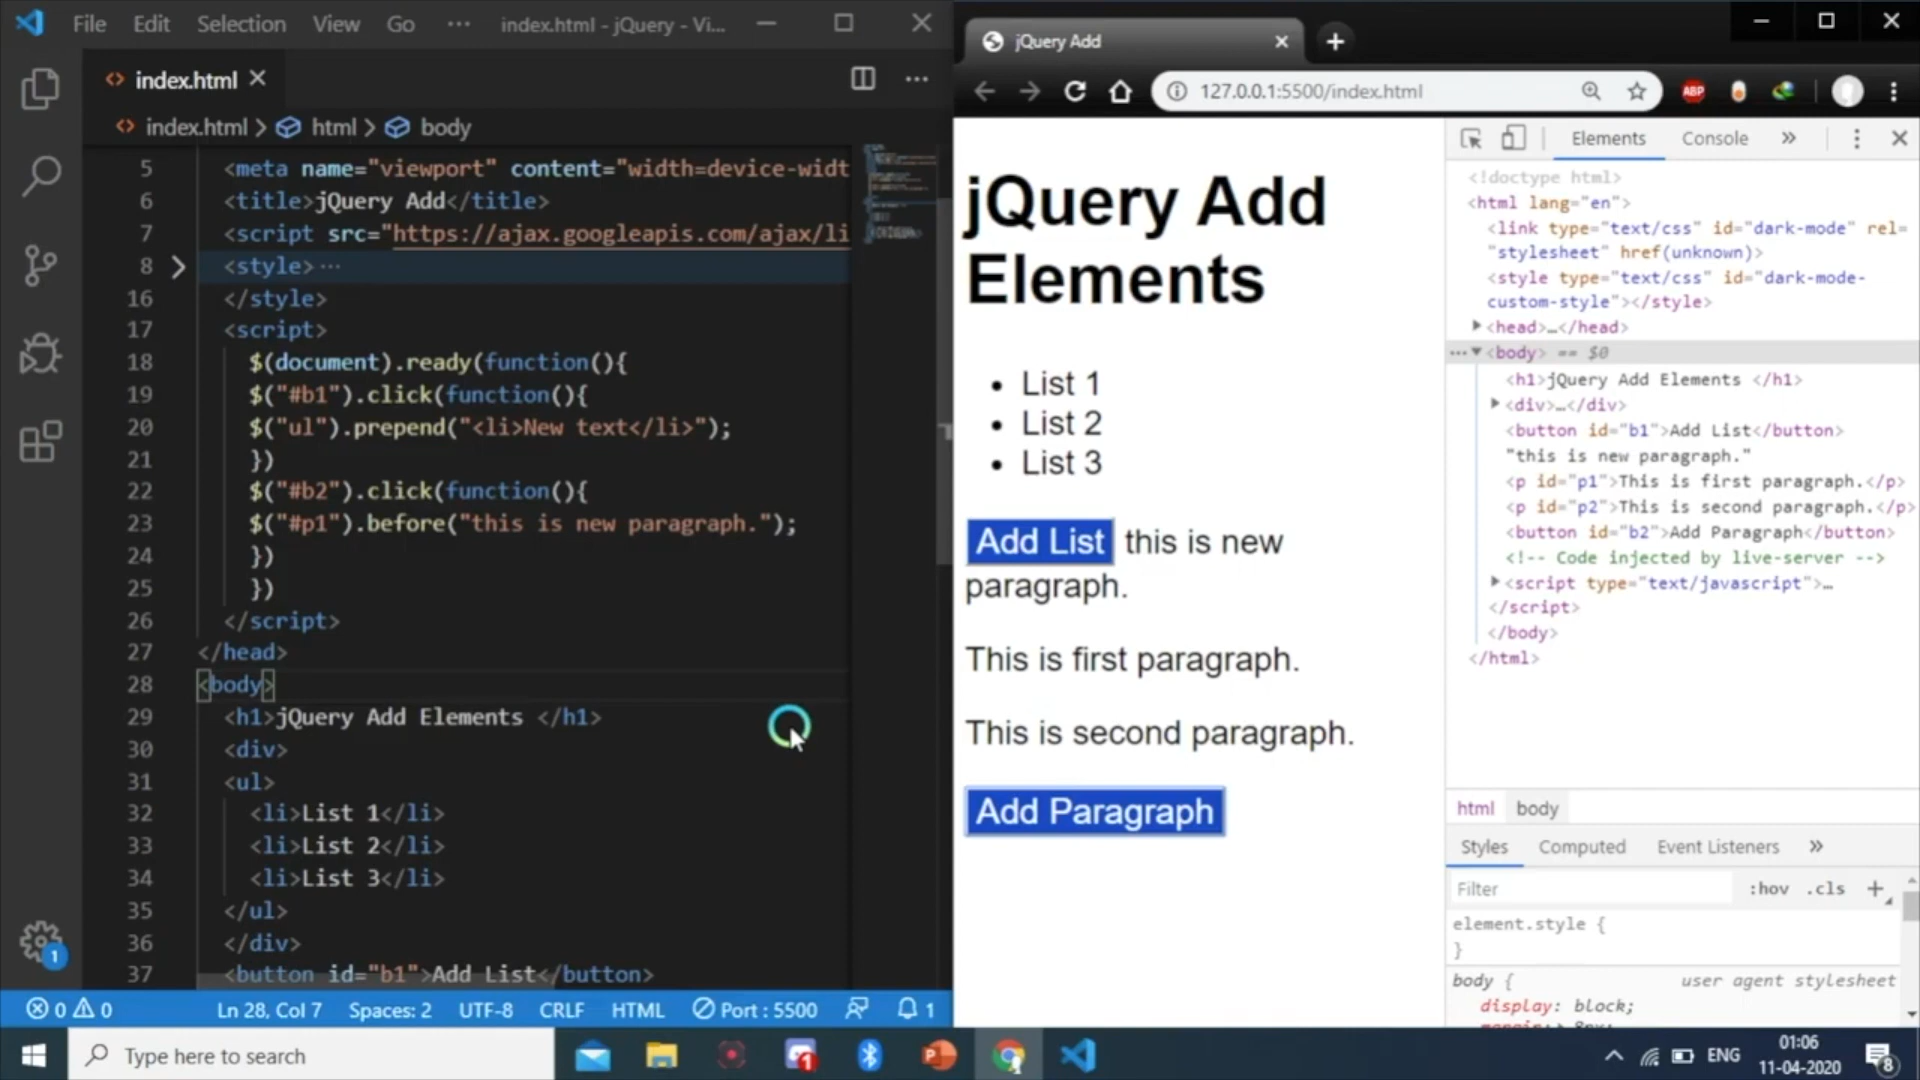 File Edit Selection View Go ··· index.html - jQuery - Vi...
index.html
index.html > html > body
5 <meta name="viewport" content="width=device-widt
6 <title>jQuery Add</title>
7 <script src="https://ajax.googleapis.com/ajax/li
8 <style>···
16 </style>
17 <script>
18 $(document).ready(function(){
19 $("#b1").click(function(){
20 $("ul").prepend("<li>New text</li>");
21 })
22 $("#b2").click(function(){
23 $("#p1").before("this is new paragraph.");
24 })
25 })
26 </script>
27 </head>
28 <body>
29 <h1>jQuery Add Elements </h1>
30 <div>
31 <ul>
32 <li>List 1</li>
33 <li>List 2</li>
34 <li>List 3</li>
35 </ul>
36 </div>
37 <button id="b1">Add List</button>
1
0 0 Ln 28, Col 7 Spaces: 2 UTF-8 CRLF HTML Port : 5500 1
jQuery Add
127.0.0.1:5500/index.html
ABP
jQuery Add
Elements
• List 1
• List 2
• List 3
Add List this is new
paragraph.
This is first paragraph.
This is second paragraph.
Add Paragraph
Elements Console »
<!doctype html>
<html lang="en">
<link type="text/css" id="dark-mode" rel=
"stylesheet" href(unknown)>
<style type="text/css" id="dark-mode-
custom-style"></style>
<head>…</head>
<body> == $0
<h1>jQuery Add Elements </h1>
<div>…</div>
<button id="b1">Add List</button>
"this is new paragraph."
<p id="p1">This is first paragraph.</p>
<p id="p2">This is second paragraph.</p>
<button id="b2">Add Paragraph</button>
<!-- Code injected by live-server -->
<script type="text/javascript">…
</script>
</body>
</html>
html body
Styles Computed Event Listeners »
Filter :hov .cls +
element.style {
}
body { user agent stylesheet
display: block;
Type here to search
1
ENG
01:06
11-04-2020
8